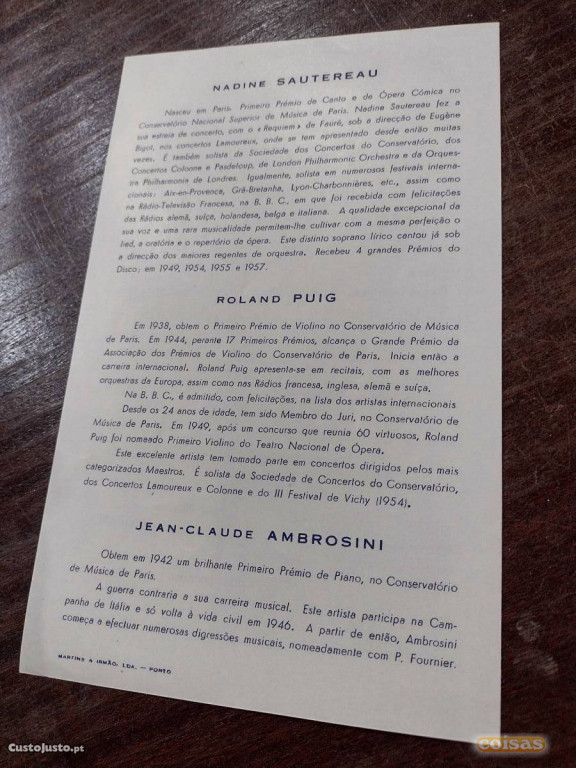 NADINE SAUTEREAU
Nasceu em Paris. Primeiro Prémio de Canto e de Ópera Cómica no
Conservatório Nacional Superior de Música de Paris. Nadine Sautereau fez a
sua estreia de concerto, com o «Requiem» de Fauré, sob a direcção de Eugène
Bigot, nos concertos Lamoureux, onde se tem apresentado desde então muitas
vezes. É também solista da Sociedade dos Concertos do Conservatório, dos
Concertos Colonne e Pasdeloup, de London Philharmonic Orchestra e da Orques-
tra Philharmonia de Londres. Igualmente, solista em numerosos festivais interna-
cionais: Aix-en-Provence, Grã-Bretanha, Lyon-Charbonnières, etc., assim como
na Rádio-Televisão Francesa, na B. B. C., em que foi recebida com felicitações
das Rádios alemã, suíça, holandesa, belga e italiana. A qualidade excepcional da
sua voz e uma rara musicalidade permitem-lhe cultivar com a mesma perfeição o
lied, a oratória e o repertório da ópera. Este distinto soprano lírico cantou já sob
a direcção dos maiores regentes de orquestra. Recebeu 4 grandes Prémios do
Disco; em 1949, 1954, 1955 e 1957.
ROLAND PUIG
Em 1938, obtem o Primeiro Prémio de Violino no Conservatório de Música
de Paris. Em 1944, perante 17 Primeiros Prémios, alcança o Grande Prémio da
Associação dos Prémios de Violino do Conservatório de Paris. Inicia então a
carreira internacional. Roland Puig apresenta-se em recitais, com as melhores
orquestras da Europa, assim como nas Rádios francesa, inglesa, alemã e suíça.
Na B. B. C., é admitido, com felicitações, na lista dos artistas internacionais
Desde os 24 anos de idade, tem sido Membro do Juri, no Conservatório de
Música de Paris. Em 1949, após um concurso que reunia 60 virtuosos, Roland
Puig foi nomeado Primeiro Violino do Teatro Nacional de Ópera.
Este excelente artista tem tomado parte em concertos dirigidos pelos mais
categorizados Maestros. É solista da Sociedade de Concertos do Conservatório,
dos Concertos Lamoureux e Colonne e do III Festival de Vichy (1954).
JEAN-CLAUDE AMBROSINI
Obtem em 1942 um brilhante Primeiro Prémio de Piano, no Conservatório
de Música de Paris.
A guerra contraria a sua carreira musical. Este artista participa na Cam-
panha de Itália e só volta à vida civil em 1946. A partir de então, Ambrosini
começa a efectuar numerosas digressões musicais, nomeadamente com P. Fournier.
MARTINS & IRMÃO, LDA. — PORTO
CustoJusto.pt
coisas